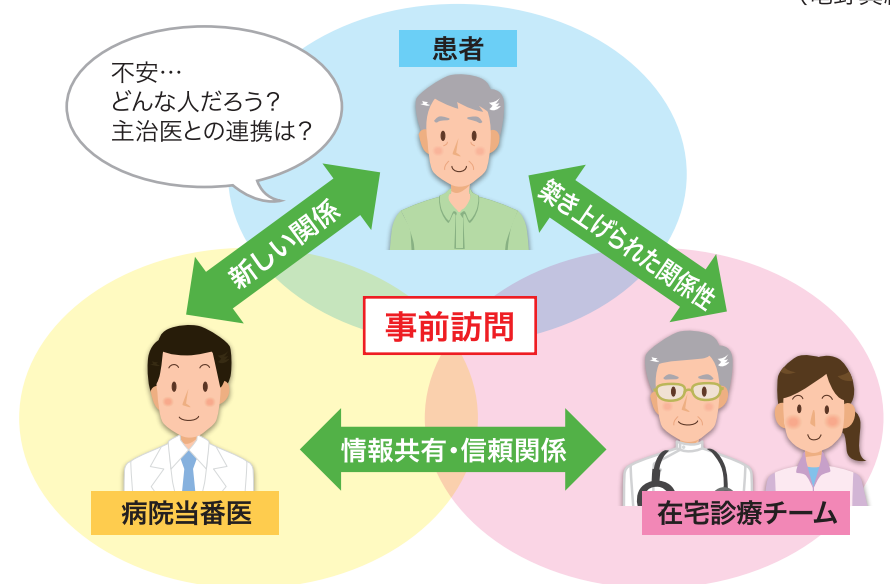 患者
不安…
どんな人だろう?
主治医との連携は?
新しい関係
築き上げられた関係性
事前訪問
情報共有・信頼関係
病院当番医
在宅診療チーム